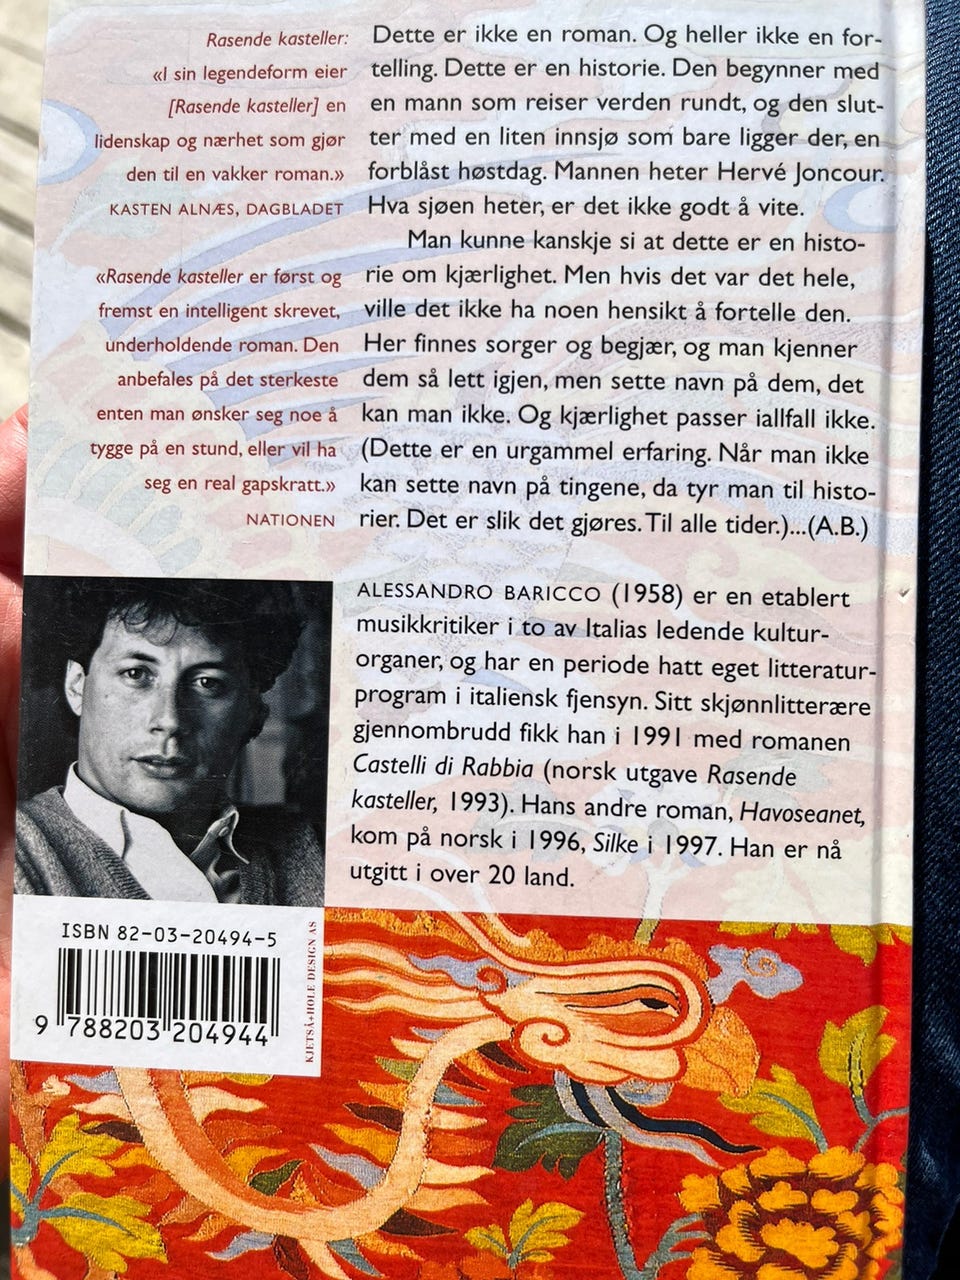 Rasende kasteller:
«I sin legendeform eier
[Rasende kasteller] en
lidenskap og nærhet som gjør
den til en vakker roman.»
KASTEN ALNÆS, DAGBLADET
«Rasende kasteller er først og
fremst en intelligent skrevet,
underholdende roman. Den
anbefales på det sterkeste
enten man ønsker seg noe å
tygge på en stund, eller vil ha
seg en real gapskratt.»
NATIONEN
Dette er ikke en roman. Og heller ikke en for-
telling. Dette er en historie. Den begynner med
en mann som reiser verden rundt, og den slut-
ter med en liten innsjø som bare ligger der, en
forblåst høstdag. Mannen heter Hervé Joncour.
Hva sjøen heter, er det ikke godt å vite.
Man kunne kanskje si at dette er en histo-
rie om kjærlighet. Men hvis det var det hele,
ville det ikke ha noen hensikt å fortelle den.
Her finnes sorger og begjær, og man kjenner
dem så lett igjen, men sette navn på dem, det
kan man ikke. Og kjærlighet passer iallfall ikke.
(Dette er en urgammel erfaring. Når man ikke
kan sette navn på tingene, da tyr man til histo-
rier. Det er slik det gjøres. Til alle tider.)...(A.B.)
ALESSANDRO BARICCO (1958) er en etablert
musikkritiker i to av Italias ledende kultur-
organer, og har en periode hatt eget litteratur-
program i italiensk fjensyn. Sitt skjønnlitterære
gjennombrudd fikk han i 1991 med romanen
Castelli di Rabbia (norsk utgave Rasende
kasteller, 1993). Hans andre roman, Havoseanet,
kom på norsk i 1996, Silke i 1997. Han er nå
utgitt i over 20 land.
ISBN 82-03-20494-5
9 788203 204944
KJETSÅ+HOLE DESIGN AS